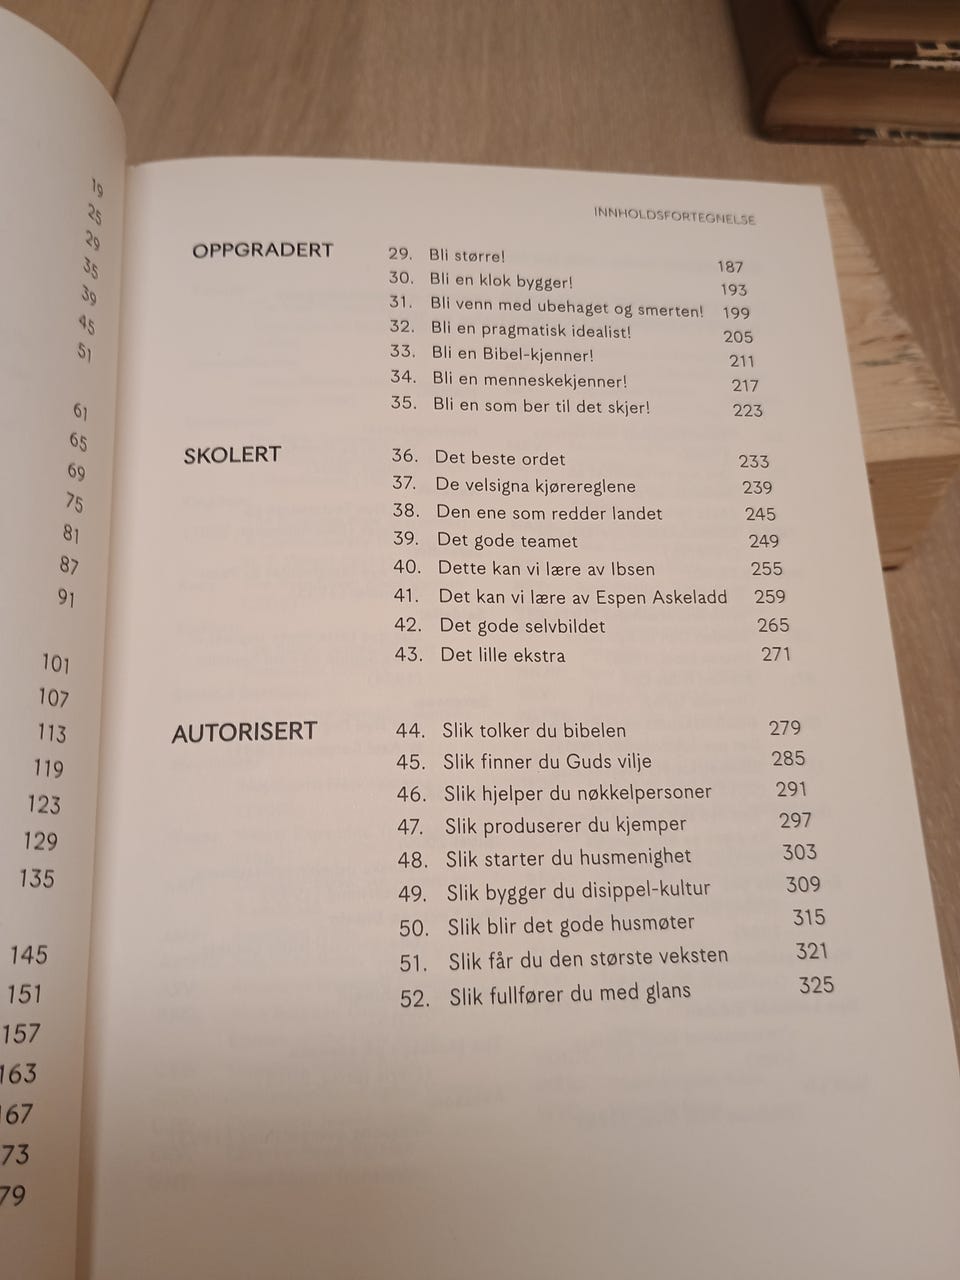 19
25
29
35
39
45
51
61
65
69
75
81
87
91
101
107
113
119
123
129
135
145
151
157
163
167
73
79
INNHOLDSFORTEGNELSE
OPPGRADERT 29. Bli større! 187
30. Bli en klok bygger! 193
31. Bli venn med ubehaget og smerten! 199
32. Bli en pragmatisk idealist! 205
33. Bli en Bibel-kjenner! 211
34. Bli en menneskekjenner! 217
35. Bli en som ber til det skjer! 223
SKOLERT 36. Det beste ordet 233
37. De velsigna kjørereglene 239
38. Den ene som redder landet 245
39. Det gode teamet 249
40. Dette kan vi lære av Ibsen 255
41. Det kan vi lære av Espen Askeladd 259
42. Det gode selvbildet 265
43. Det lille ekstra 271
AUTORISERT 44. Slik tolker du bibelen 279
45. Slik finner du Guds vilje 285
46. Slik hjelper du nøkkelpersoner 291
47. Slik produserer du kjemper 297
48. Slik starter du husmenighet 303
49. Slik bygger du disippel-kultur 309
50. Slik blir det gode husmøter 315
51. Slik får du den største veksten 321
52. Slik fullfører du med glans 325